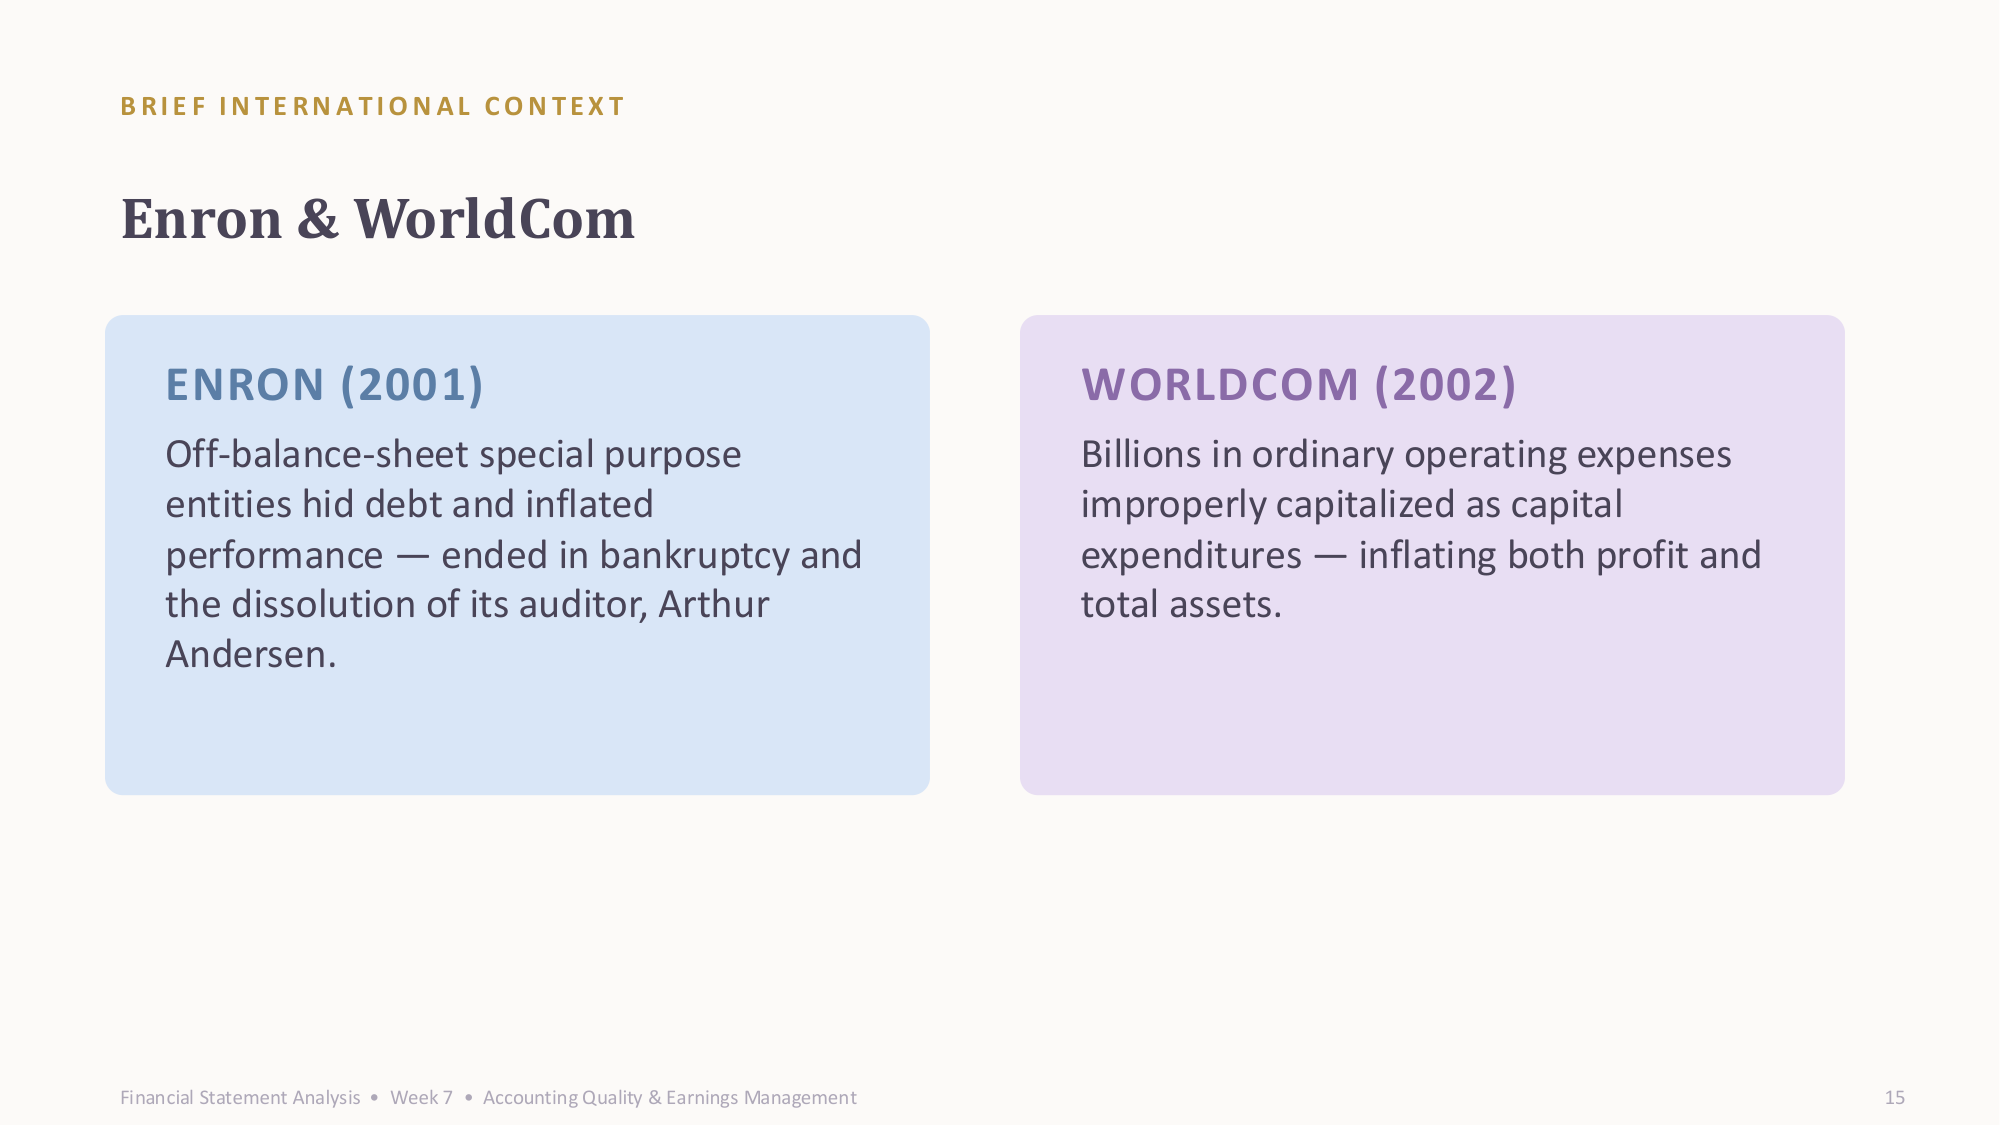 BRIEF INTERNATIONAL CONTEXT
Enron & WorldCom
ENRON (2001)
Off-balance-sheet special purpose
entities hid debt and inflated
performance — ended in bankruptcy and
the dissolution of its auditor, Arthur
Andersen.
WORLDCOM (2002)
Billions in ordinary operating expenses
improperly capitalized as capital
expenditures — inflating both profit and
total assets.
Financial Statement Analysis • Week 7 • Accounting Quality & Earnings Management
15